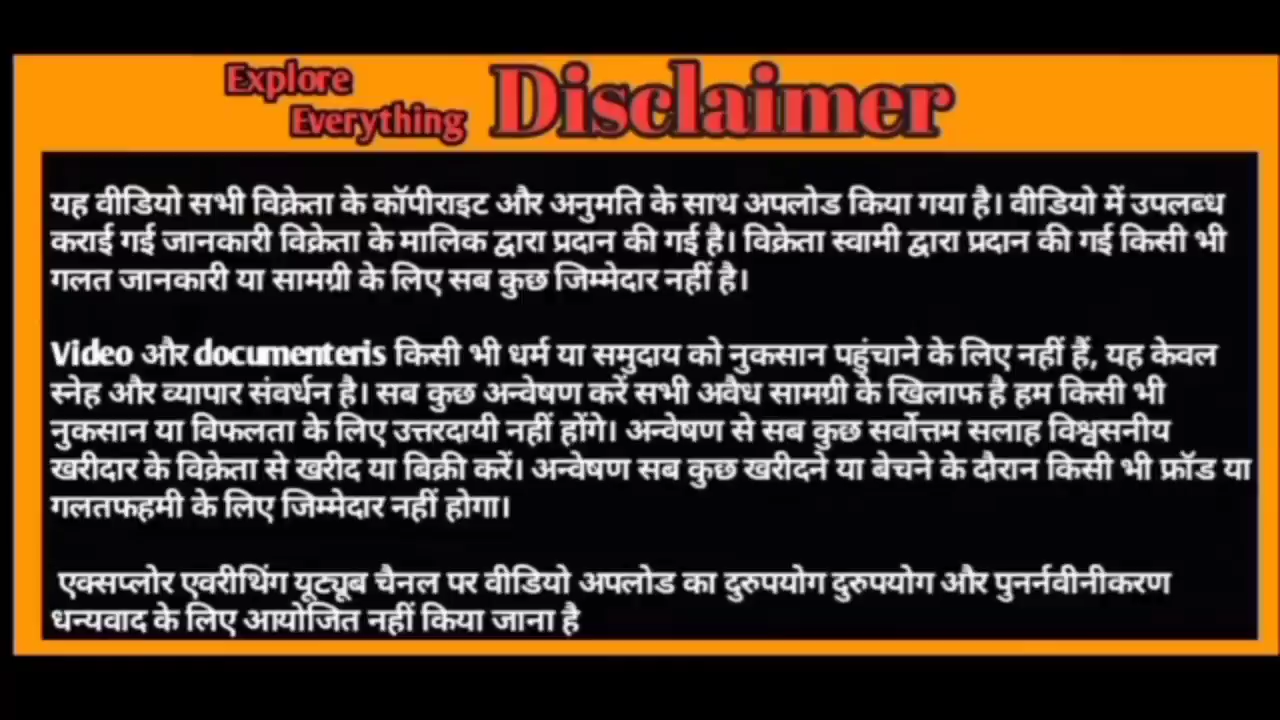 Explore
Everything
Disclaimer
यह वीडियो सभी विक्रेता के कॉपीराइट और अनुमति के साथ अपलोड किया गया है। वीडियो में उपलब्ध
कराई गई जानकारी विक्रेता के मालिक द्वारा प्रदान की गई है। विक्रेता स्वामी द्वारा प्रदान की गई किसी भी
गलत जानकारी या सामग्री के लिए सब कुछ जिम्मेदार नहीं है।
Video और documenteris किसी भी धर्म या समुदाय को नुकसान पहुंचाने के लिए नहीं हैं, यह केवल
स्नेह और व्यापार संवर्धन है। सब कुछ अन्वेषण करें सभी अवैध सामग्री के खिलाफ है हम किसी भी
नुकसान या विफलता के लिए उत्तरदायी नहीं होंगे। अन्वेषण से सब कुछ सर्वोत्तम सलाह विश्वसनीय
खरीदार के विक्रेता से खरीद या बिक्री करें। अन्वेषण सब कुछ खरीदने या बेचने के दौरान किसी भी फ्रॉड या
गलतफहमी के लिए जिम्मेदार नहीं होगा।
एक्सप्लोर एवरीथिंग यूट्यूब चैनल पर वीडियो अपलोड का दुरुपयोग दुरुपयोग और पुनर्नवीनीकरण
धन्यवाद के लिए आयोजित नहीं किया जाना है